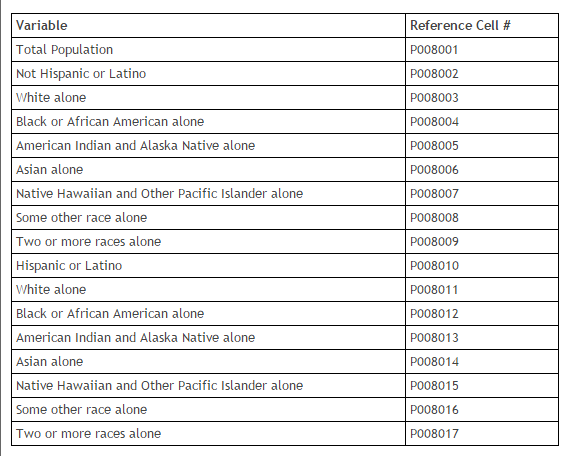 Variable Reference Cell #
Total Population P008001
Not Hispanic or Latino P008002
White alone P008003
Black or African American alone P008004
American Indian and Alaska Native alone P008005
Asian alone P008006
Native Hawaiian and Other Pacific Islander alone P008007
Some other race alone P008008
Two or more races alone P008009
Hispanic or Latino P008010
White alone P008011
Black or African American alone P008012
American Indian and Alaska Native alone P008013
Asian alone P008014
Native Hawaiian and Other Pacific Islander alone P008015
Some other race alone P008016
Two or more races alone P008017